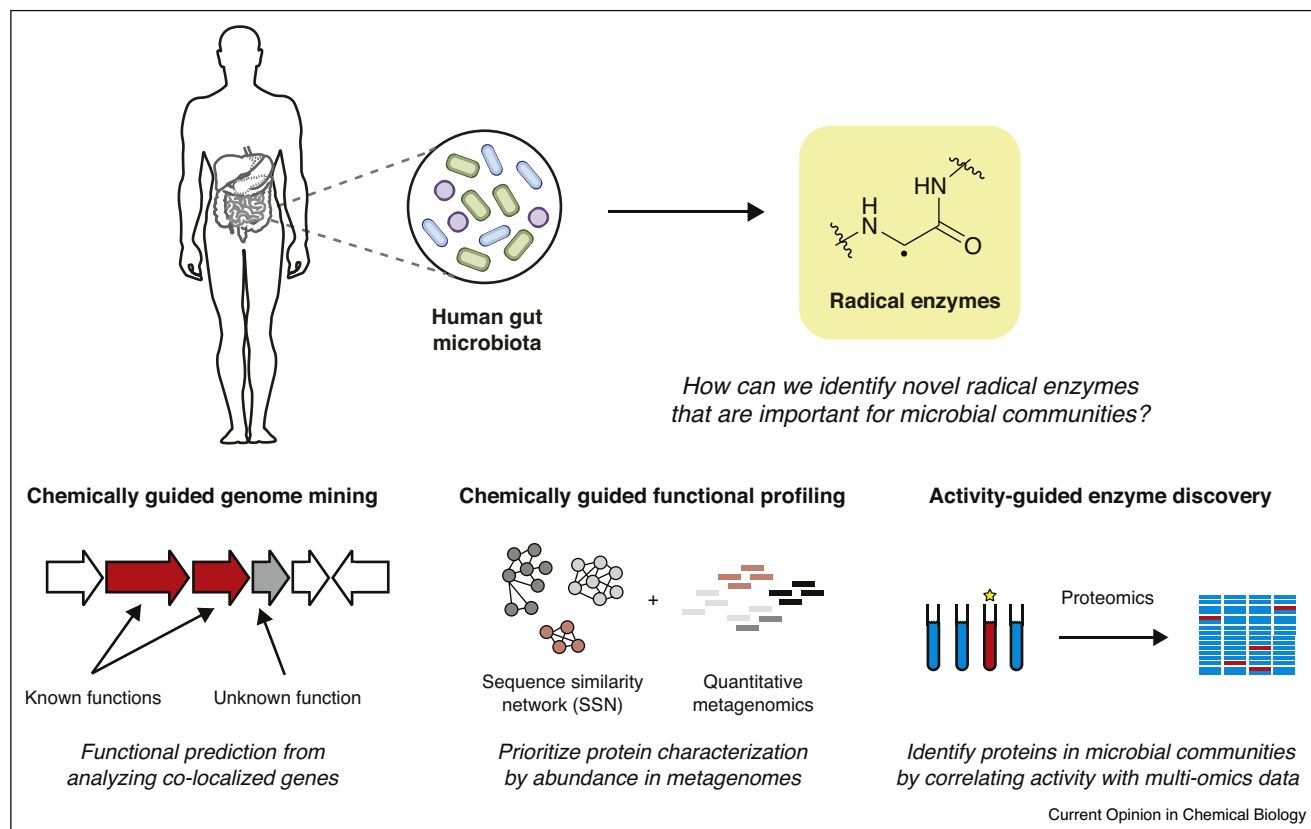 Human gut
microbiota
H
N
HN
O
Radical enzymes
How can we identify novel radical enzymes
that are important for microbial communities?
Chemically guided genome mining
Known functions
Unknown function
Functional prediction from
analyzing co-localized genes
Chemically guided functional profiling
+
Sequence similarity
network (SSN)
Quantitative
metagenomics
Prioritize protein characterization
by abundance in metagenomes
Activity-guided enzyme discovery
Proteomics
Identify proteins in microbial communities
by correlating activity with multi-omics data
Current Opinion in Chemical Biology